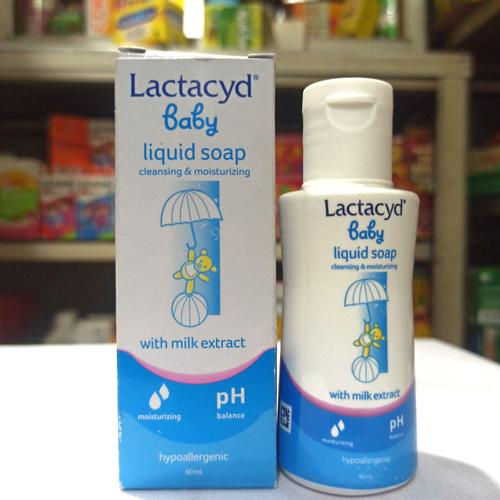 Lactacyd®
baby
liquid soap
cleansing & moisturizing
with milk extract
moisturizing
pH
balance
hypoallergenic
60 mL
Lactacyd®
baby
liquid soap
cleansing & moisturizing
with milk extract
moisturizing
pH
balance
hypoallergenic
60 mL